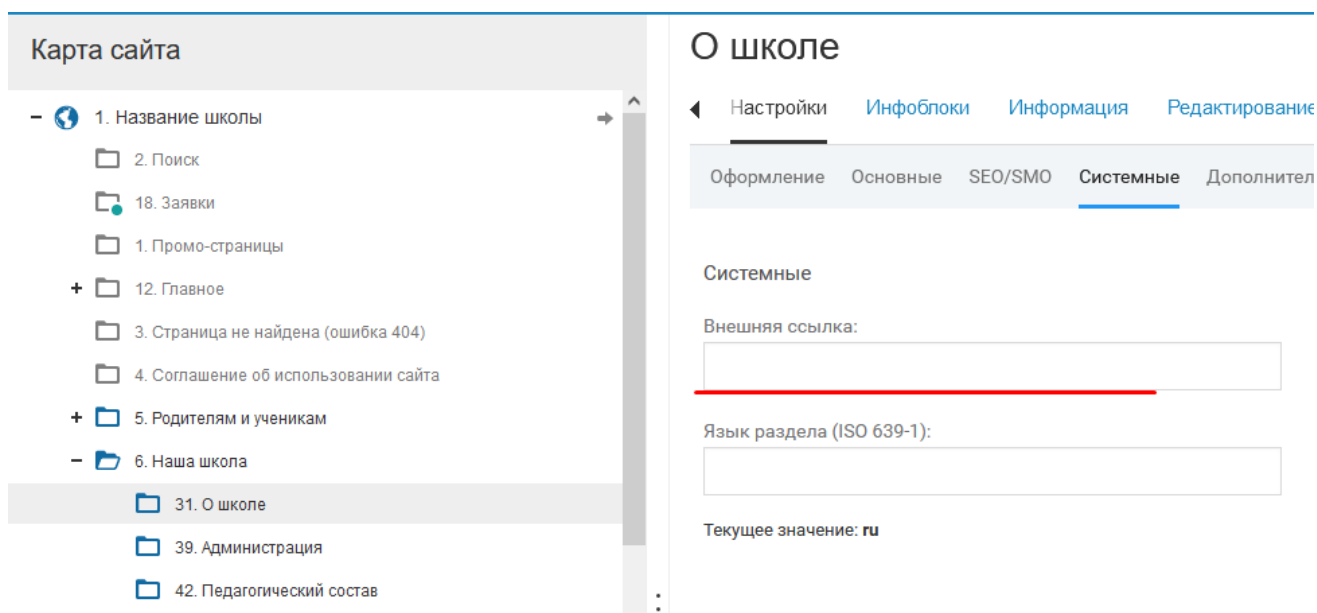 Карта сайта
1. Название школы
2. Поиск
18. Заявки
1. Промо-страницы
12. Главное
3. Страница не найдена (ошибка 404)
4. Соглашение об использовании сайта
5. Родителям и ученикам
6. Наша школа
31. О школе
39. Администрация
42. Педагогический состав
О школе
Настройки Инфоблоки Информация Редактирование
Оформление Основные SEO/SMO Системные Дополнител
Системные
Внешняя ссылка:
Язык раздела (ISO 639-1):
Текущее значение: ru